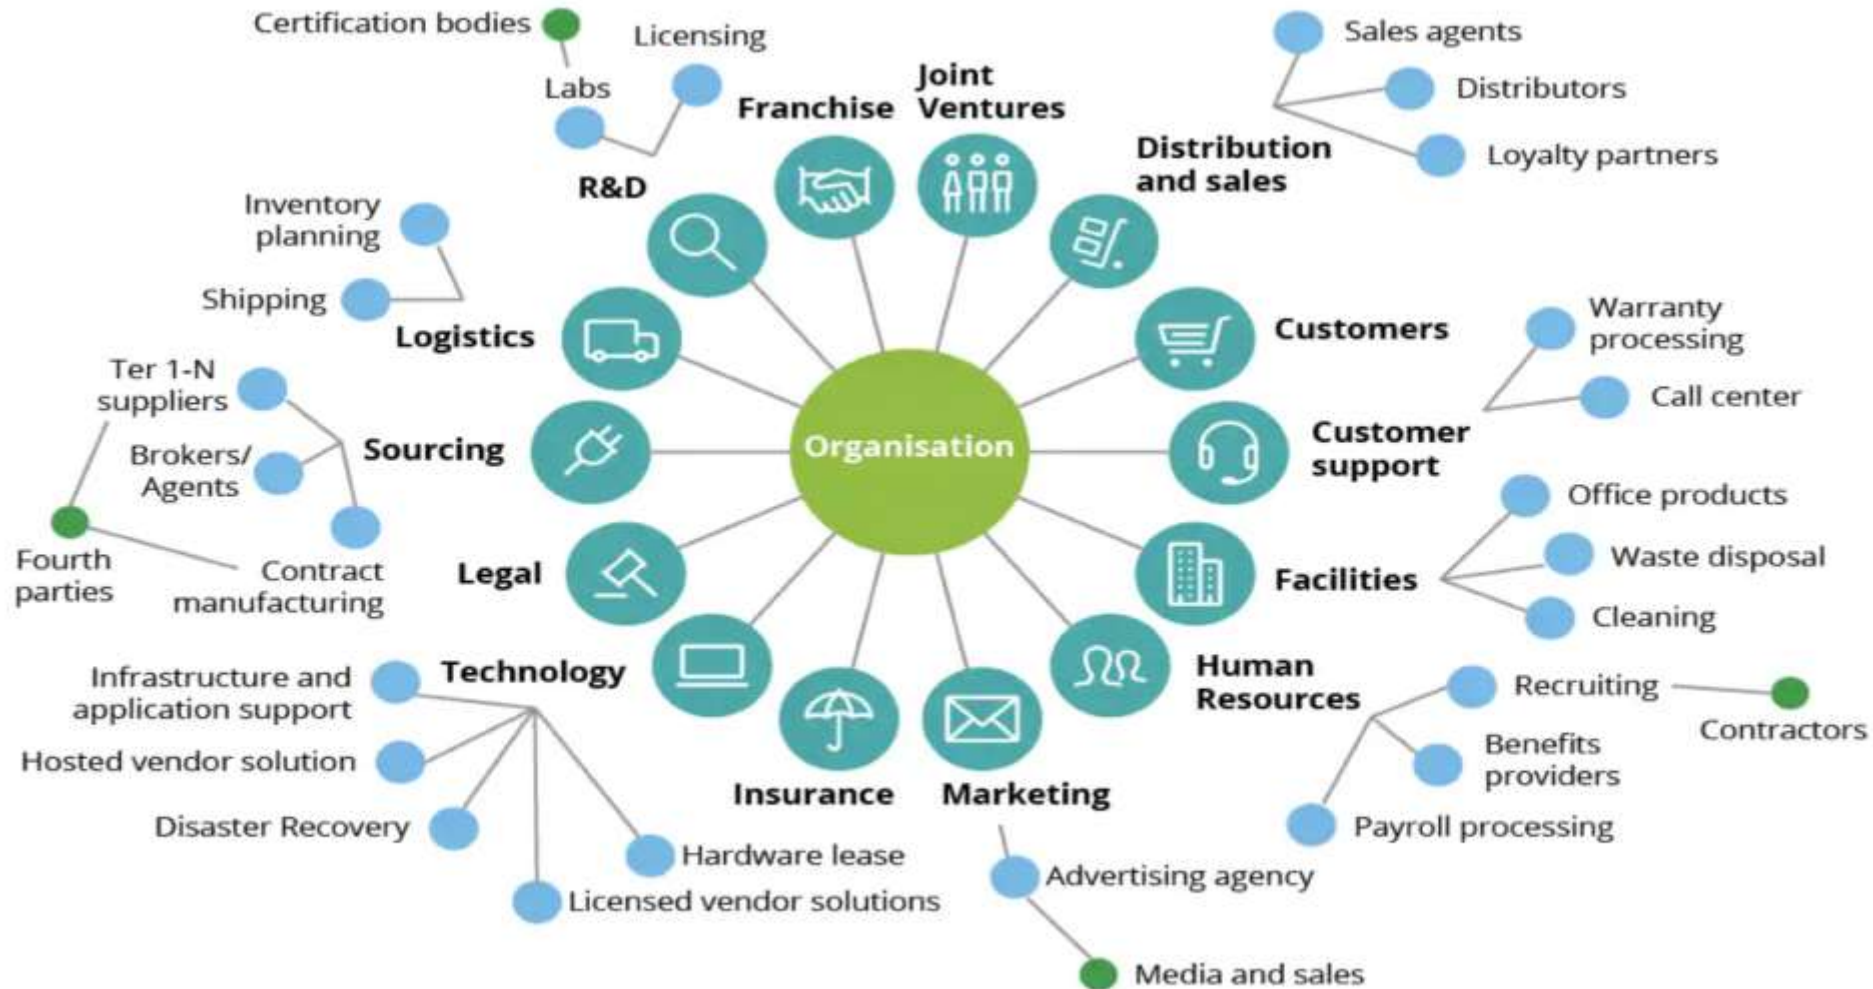 Certification bodies
Licensing
Labs
R&D
Franchise
Joint
Ventures
Distribution
and sales
Sales agents
Distributors
Loyalty partners
Inventory
planning
Shipping
Logistics
Customers
Warranty
processing
Call center
Customer
support
Ter 1-N
suppliers
Brokers/
Agents
Sourcing
Organisation
Fourth
parties
Contract
manufacturing
Legal
Facilities
Office products
Waste disposal
Cleaning
Technology
Infrastructure and
application support
Hosted vendor solution
Disaster Recovery
Hardware lease
Licensed vendor solutions
Insurance
Marketing
Advertising agency
Media and sales
Human
Resources
Recruiting
Contractors
Benefits
providers
Payroll processing